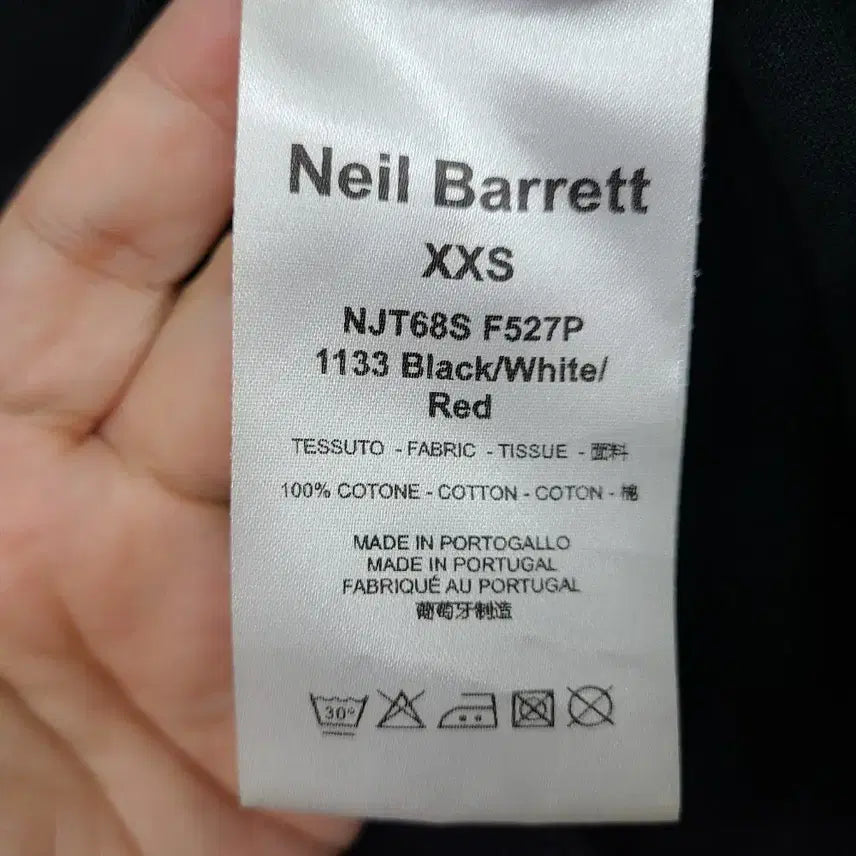 Neil Barrett
XXS
NJT68S F527P
1133 Black/White/
Red
TESSUTO - FABRIC - TISSUE - 面料
100% COTONE - COTTON - COTON - 棉
MADE IN PORTOGALLO
MADE IN PORTUGAL
FABRIQUÉ AU PORTUGAL
葡萄牙制造
30°